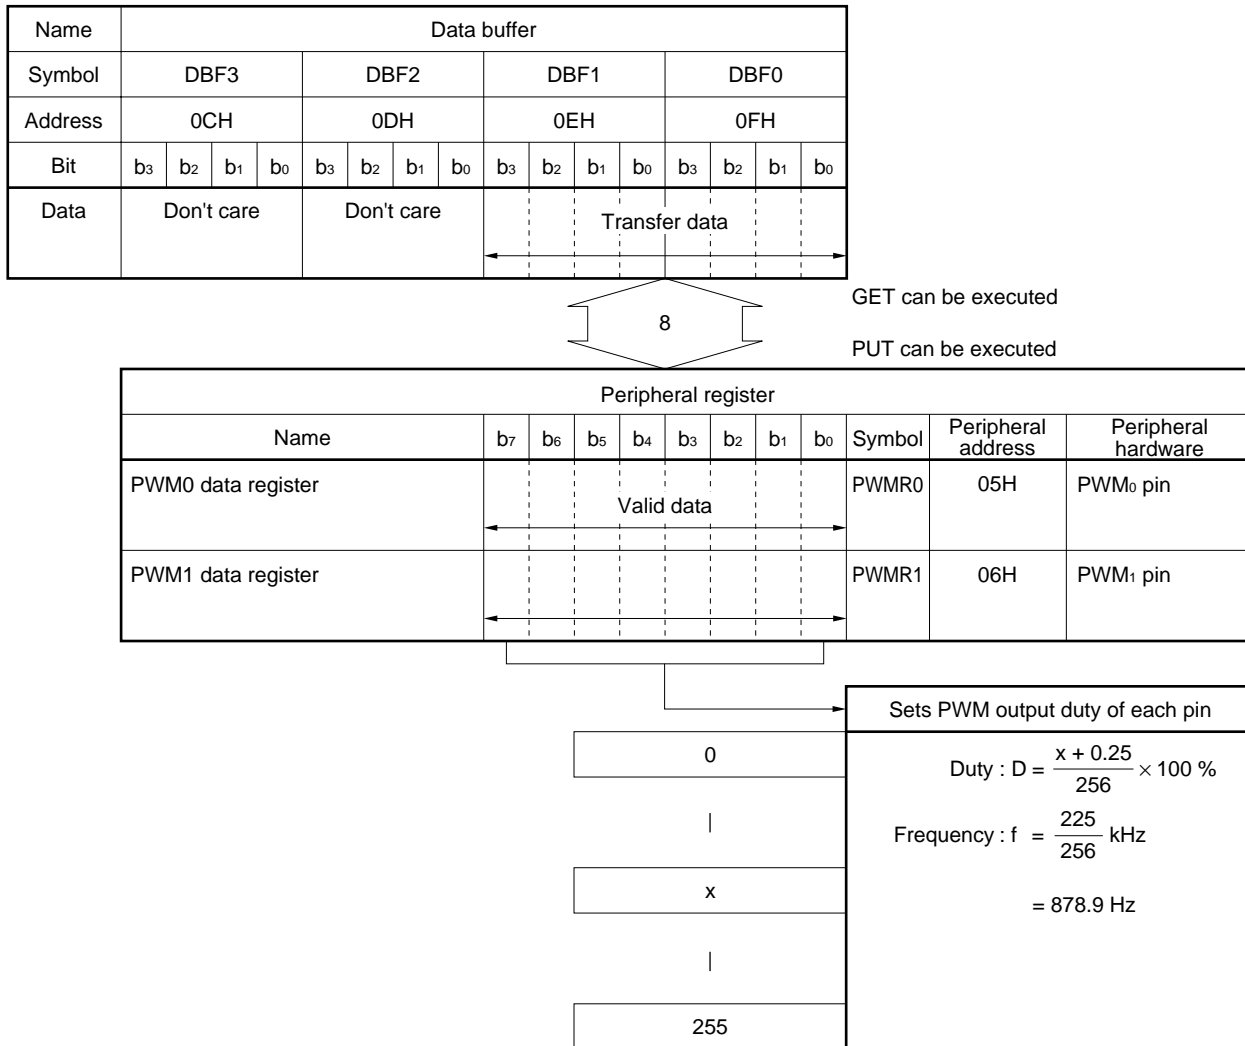 Name Data buffer
Symbol DBF3 DBF2 DBF1 DBF0
Address 0CH 0DH 0EH 0FH
Bit b3 b2 b1 b0 b3 b2 b1 b0 b3 b2 b1 b0 b3 b2 b1 b0
Data Don't care Don't care Transfer data
GET can be executed
8
PUT can be executed
Peripheral register
Name b7 b6 b5 b4 b3 b2 b1 b0 Symbol Peripheral address Peripheral hardware
PWM0 data register Valid data PWMR0 05H PWM0 pin
PWM1 data register PWMR1 06H PWM1 pin
Sets PWM output duty of each pin
0
Duty : D = x + 0.25 / 256 × 100 %
Frequency : f = 225 / 256 kHz
x
= 878.9 Hz
255